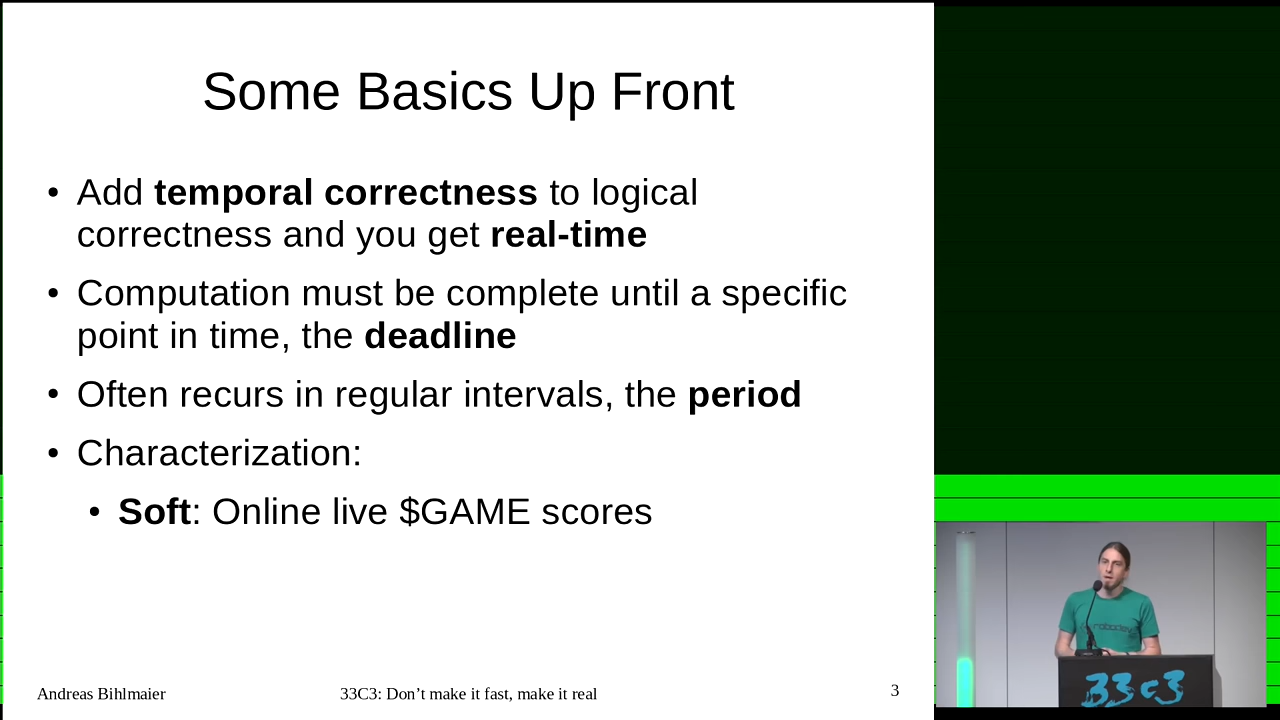 Some Basics Up Front
• Add temporal correctness to logical
correctness and you get real-time
• Computation must be complete until a specific
point in time, the deadline
• Often recurs in regular intervals, the period
• Characterization:
• Soft: Online live $GAME scores
Andreas Bihlmaier
33C3: Don’t make it fast, make it real
3
robodev
33c3